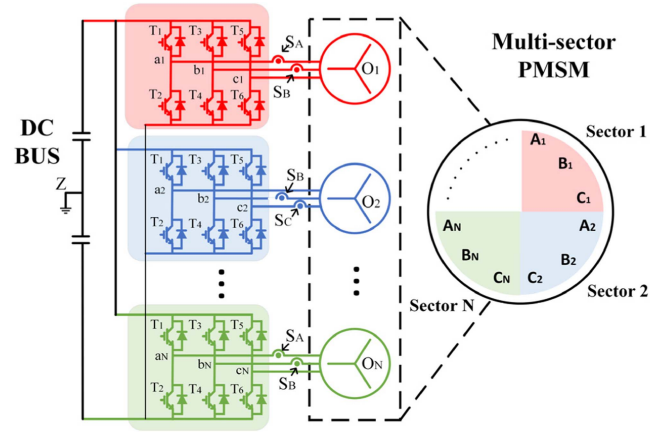 T1 T3 T5
SA
a1 b1 c1
O1
SB
T2 T4 T6
DC
BUS
Z
T1 T3 T5
SB
a2 b2 c2
O2
SC
T2 T4 T6
T1 T3 T5
SA
aN bN cN
ON
SB
T2 T4 T6
Multi-sector
PMSM
Sector 1
A1
B1
C1
AN A2
BN B2
CN C2
Sector N
Sector 2